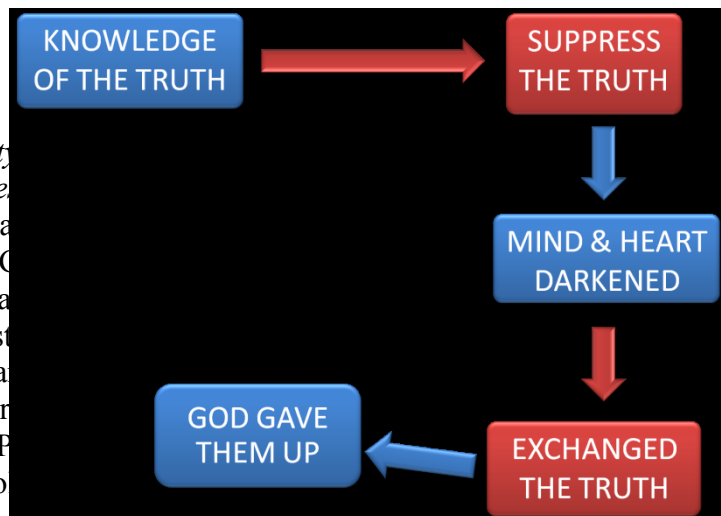 KNOWLEDGE
OF THE TRUTH
SUPPRESS
THE TRUTH
MIND & HEART
DARKENED
EXCHANGED
THE TRUTH
GOD GAVE
THEM UP